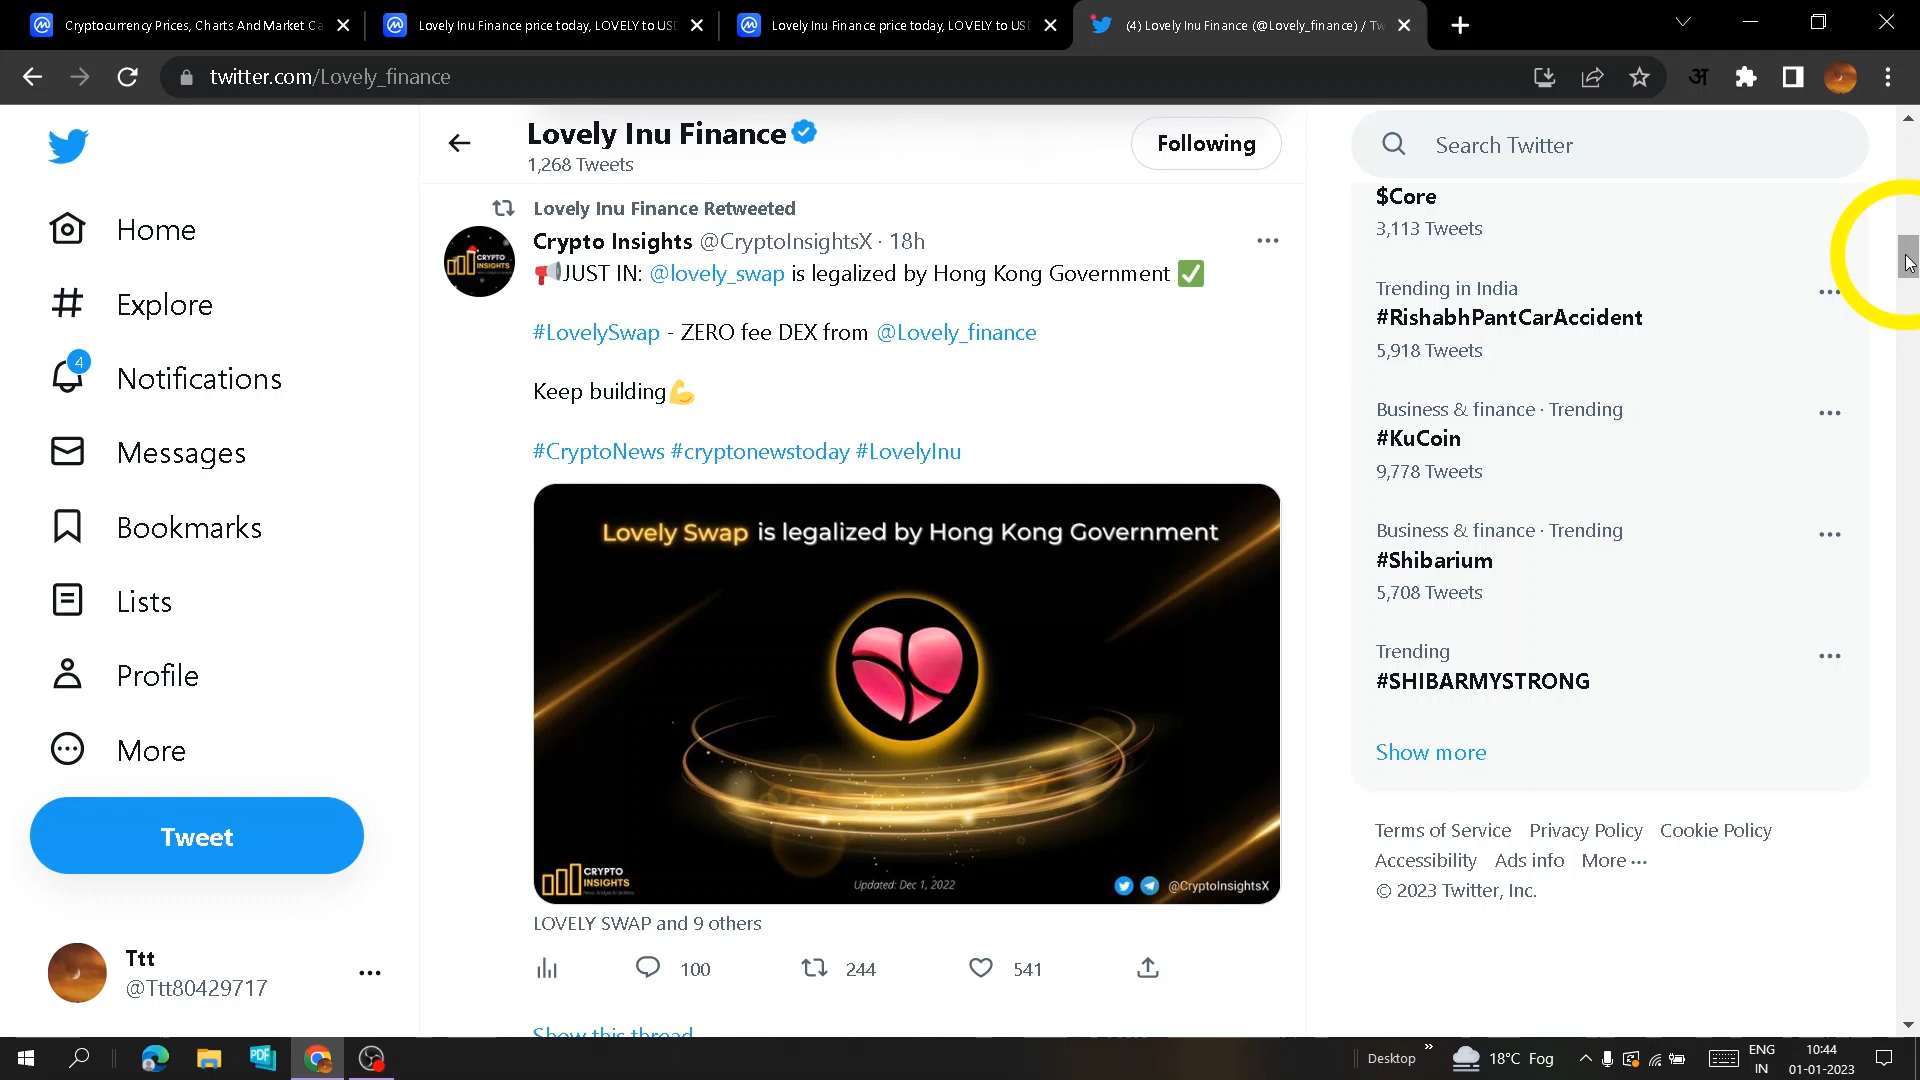 Cryptocurrency Prices, Charts And Market Ca
Lovely Inu Finance price today, LOVELY to USD
Lovely Inu Finance price today, LOVELY to USD
(4) Lovely Inu Finance (@Lovely_finance) / Tw
twitter.com/Lovely_finance
अ
Lovely Inu Finance
1,268 Tweets
Following
Search Twitter
Home
Explore
4
Notifications
Messages
Bookmarks
Lists
Profile
More
Tweet
Ttt
@Ttt80429717
Lovely Inu Finance Retweeted
Crypto Insights @CryptoInsightsX · 18h
📢JUST IN: @lovely_swap is legalized by Hong Kong Government ✅
#LovelySwap - ZERO fee DEX from @Lovely_finance
Keep building💪
#CryptoNews #cryptonewstoday #LovelyInu
CRYPTO
INSIGHTS
Lovely Swap is legalized by Hong Kong Government
CRYPTO
INSIGHTS
Updated: Dec 1, 2022
@CryptoInsightsX
LOVELY SWAP and 9 others
100
244
541
Show this thread
$Core
3,113 Tweets
Trending in India
#RishabhPantCarAccident
5,918 Tweets
Business & finance · Trending
#KuCoin
9,778 Tweets
Business & finance · Trending
#Shibarium
5,708 Tweets
Trending
#SHIBARMYSTRONG
Show more
Terms of Service Privacy Policy Cookie Policy
Accessibility Ads info More ···
© 2023 Twitter, Inc.
PDF
Desktop
18°C Fog
ENG
IN
10:44
01-01-2023